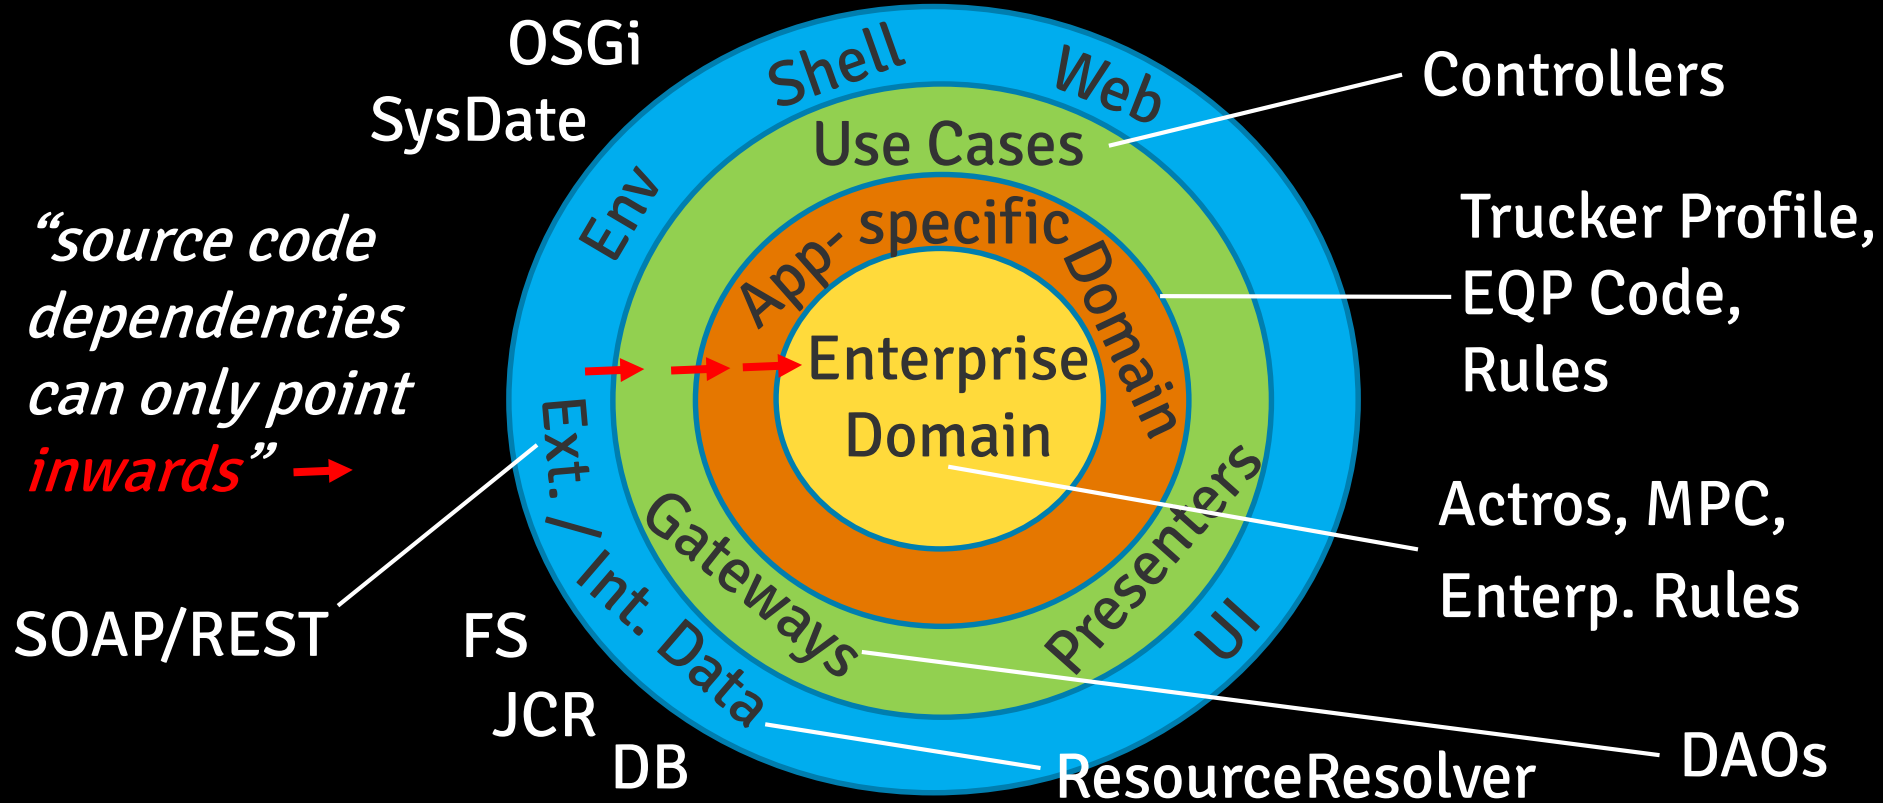 OSGi
SysDate
Shell
Web
Env
Use Cases
Controllers
“source code
dependencies
can only point
inwards”
App- specific Domain
Enterprise
Domain
Trucker Profile,
EQP Code,
Rules
Ext. / Int. Data
Gateways
Presenters
UI
Actros, MPC,
Enterp. Rules
SOAP/REST
FS
JCR
DB
ResourceResolver
DAOs